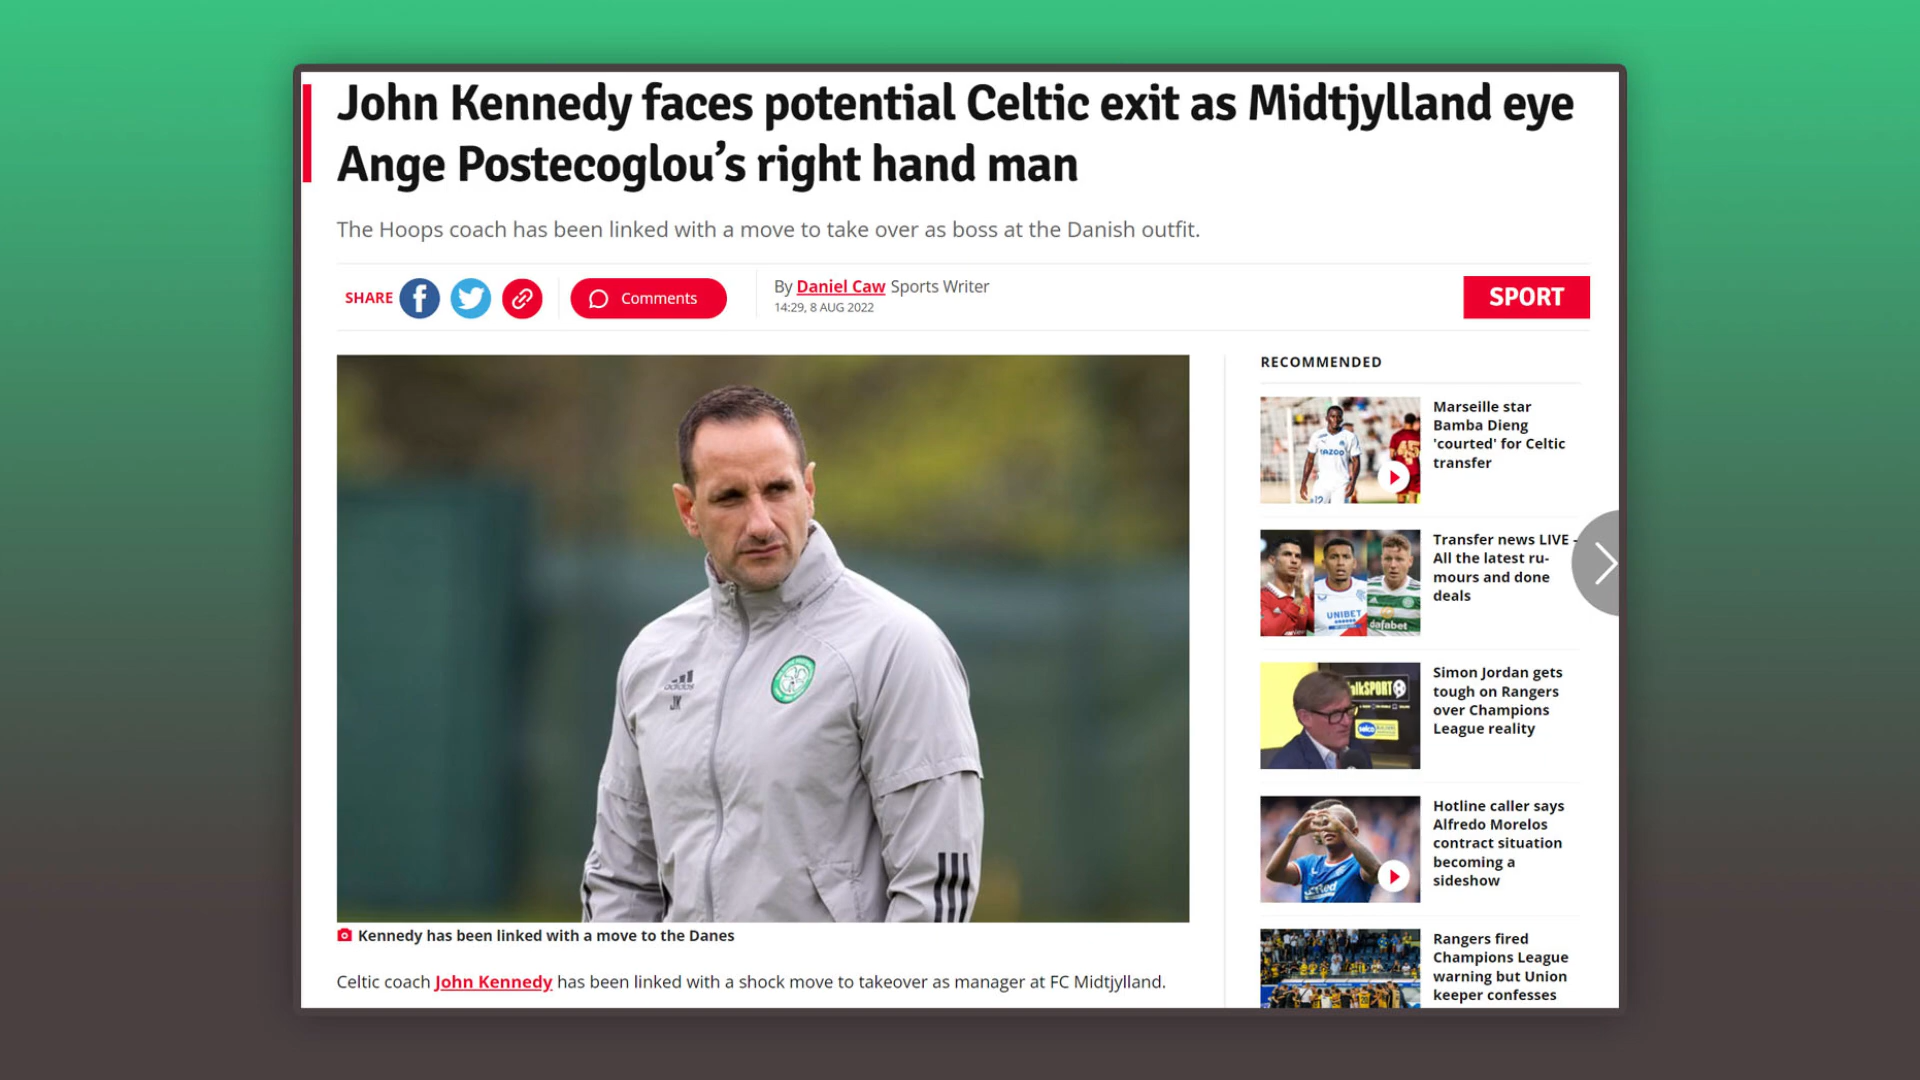 John Kennedy faces potential Celtic exit as Midtjylland eye
Ange Postecoglou's right hand man
The Hoops coach has been linked with a move to take over as boss at the Danish outfit.
SHARE
Comments
By Daniel Caw Sports Writer
14:29, 8 AUG 2022
SPORT
adidas
JK
Kennedy has been linked with a move to the Danes
Celtic coach John Kennedy has been linked with a shock move to takeover as manager at FC Midtjylland.
RECOMMENDED
Marseille star
Bamba Dieng
'courted' for Celtic
transfer
45
Transfer news LIVE -
All the latest ru-
mours and done
deals
UNIBET
dafabet
Simon Jordan gets
tough on Rangers
over Champions
League reality
talkSPORT
Hotline caller says
Alfredo Morelos
contract situation
becoming a
sideshow
Rangers fired
Champions League
warning but Union
keeper confesses